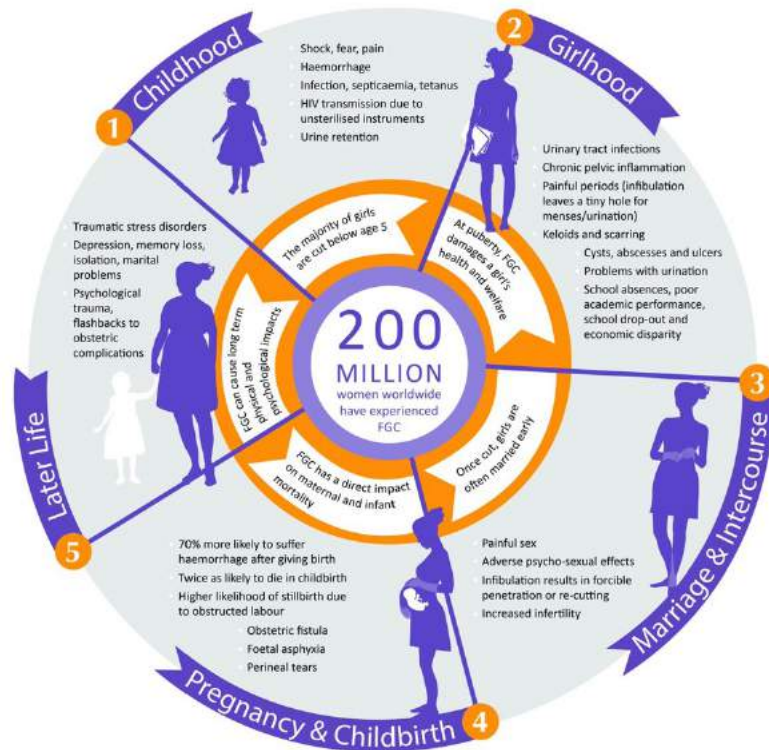 1
Childhood
Shock, fear, pain
Haemorrhage
Infection, septicaemia, tetanus
HIV transmission due to
unsterilised instruments
Urine retention
The majority of girls
are cut below age 5
2
Girlhood
Urinary tract infections
Chronic pelvic inflammation
Painful periods (infibulation
leaves a tiny hole for
menses/urination)
Keloids and scarring
Cysts, abscesses and ulcers
Problems with urination
School absences, poor
academic performance,
school drop-out and
economic disparity
At puberty, FGC
damages a girl's
health and welfare
3
Marriage & Intercourse
Painful sex
Adverse psycho-sexual effects
Infibulation results in forcible
penetration or re-cutting
Increased infertility
Once cut, girls are
often married early
4
Pregnancy & Childbirth
70% more likely to suffer
haemorrhage after giving birth
Twice as likely to die in childbirth
Higher likelihood of stillbirth due
to obstructed labour
Obstetric fistula
Foetal asphyxia
Perineal tears
FGC has a direct impact
on maternal and infant
mortality
5
Later Life
Traumatic stress disorders
Depression, memory loss,
isolation, marital
problems
Psychological
trauma,
flashbacks to
obstetric
complications
FGC can cause long term
physical and
psychological impacts
200
MILLION
women worldwide
have experienced
FGC